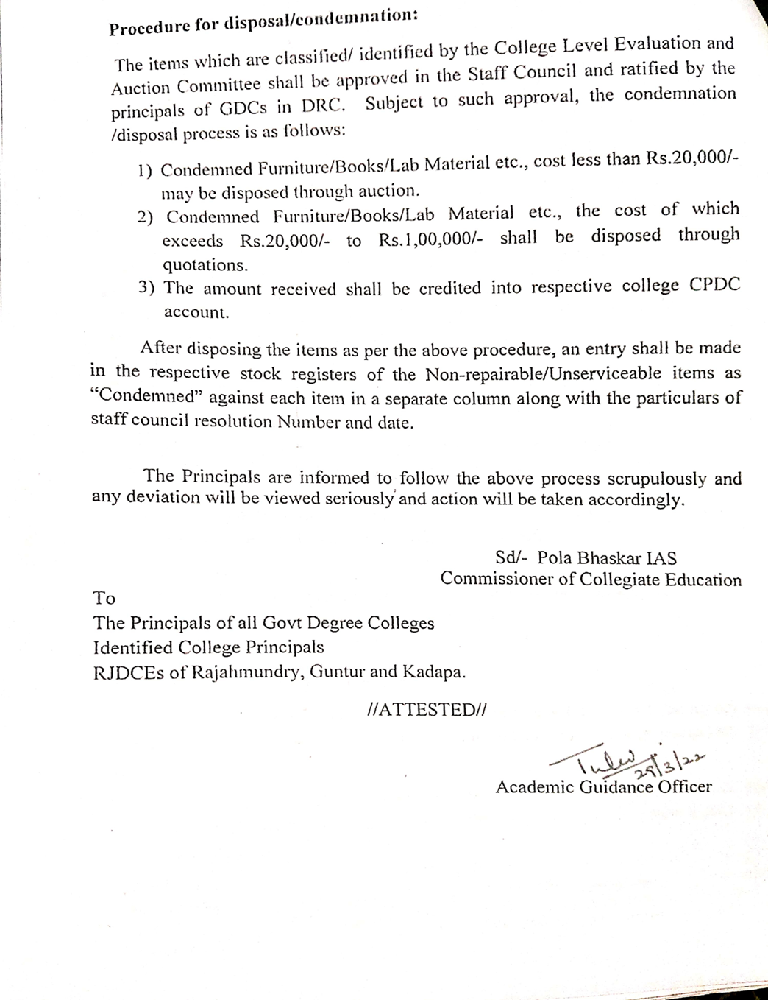 Procedure for disposal/condemnation:
The items which are classified/ identified by the College Level Evaluation and
Auction Committee shall be approved in the Staff Council and ratified by the
principals of GDCs in DRC. Subject to such approval, the condemnation
/disposal process is as follows:
1) Condemned Furniture/Books/Lab Material etc., cost less than Rs.20,000/-
may be disposed through auction.
2) Condemned Furniture/Books/Lab Material etc., the cost of which
exceeds Rs.20,000/- to Rs.1,00,000/- shall be disposed through
quotations.
3) The amount received shall be credited into respective college CPDC
account.
After disposing the items as per the above procedure, an entry shall be made
in the respective stock registers of the Non-repairable/Unserviceable items as
“Condemned” against each item in a separate column along with the particulars of
staff council resolution Number and date.
The Principals are informed to follow the above process scrupulously and
any deviation will be viewed seriously and action will be taken accordingly.
Sd/- Pola Bhaskar IAS
Commissioner of Collegiate Education
To
The Principals of all Govt Degree Colleges
Identified College Principals
RJDCEs of Rajahmundry, Guntur and Kadapa.
//ATTESTED//
29/3/22
Academic Guidance Officer